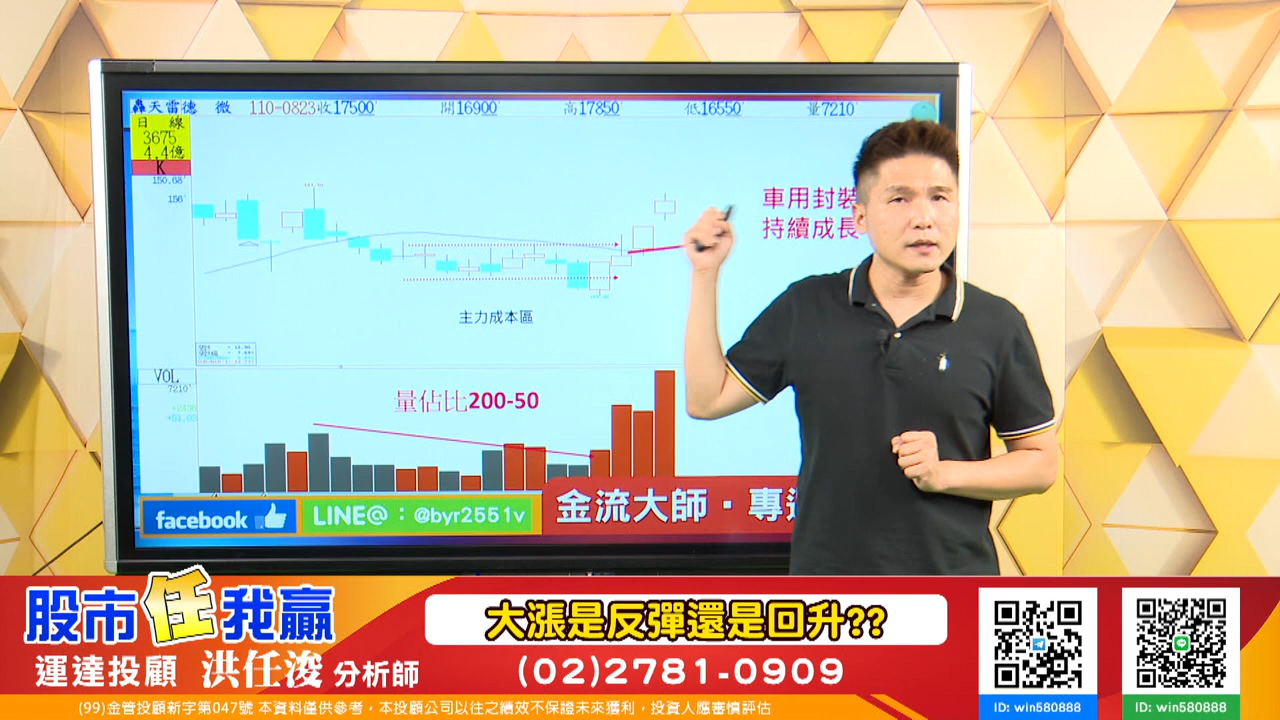 天雷德 微 110-0823收17500 開16900 高17850 低16550 量7210
日 線
3675
4.4億
K
150.68
156
車用封裝
持續成長
主力成本區
VOL
7210
量佔比200-50
facebook
LINE@:@byr2551v
金流大師.專
股市任我贏
大漲是反彈還是回升??
運達投顧 洪任浚 分析師
(02)2781-0909
ID: win580888
ID: win580888
(99)金管投顧新字第047號 本資料僅供參考,本投顧公司以往之績效不保證未來獲利,投資人應審慎評估